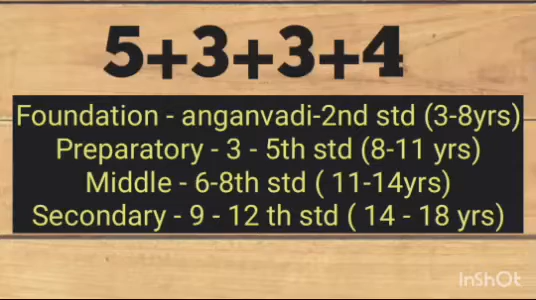 5+3+3+4
Foundation - anganvadi-2nd std (3-8yrs)
Preparatory - 3 - 5th std (8-11 yrs)
Middle - 6-8th std ( 11-14yrs)
Secondary - 9 - 12 th std ( 14 - 18 yrs)
InShOt